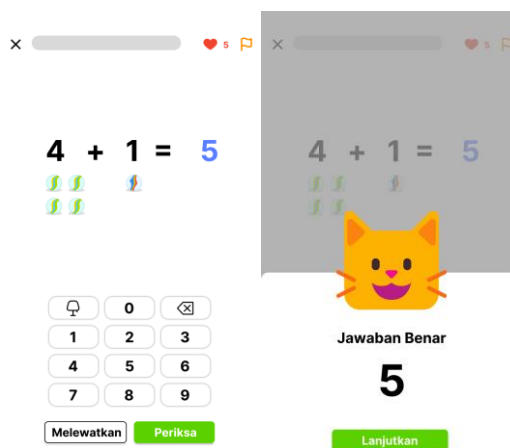 5
4 + 1 = 5
0
1 2 3
4 5 6
7 8 9
Melewatkan Periksa
5
4 + 1 = 5
Jawaban Benar
5
Lanjutkan